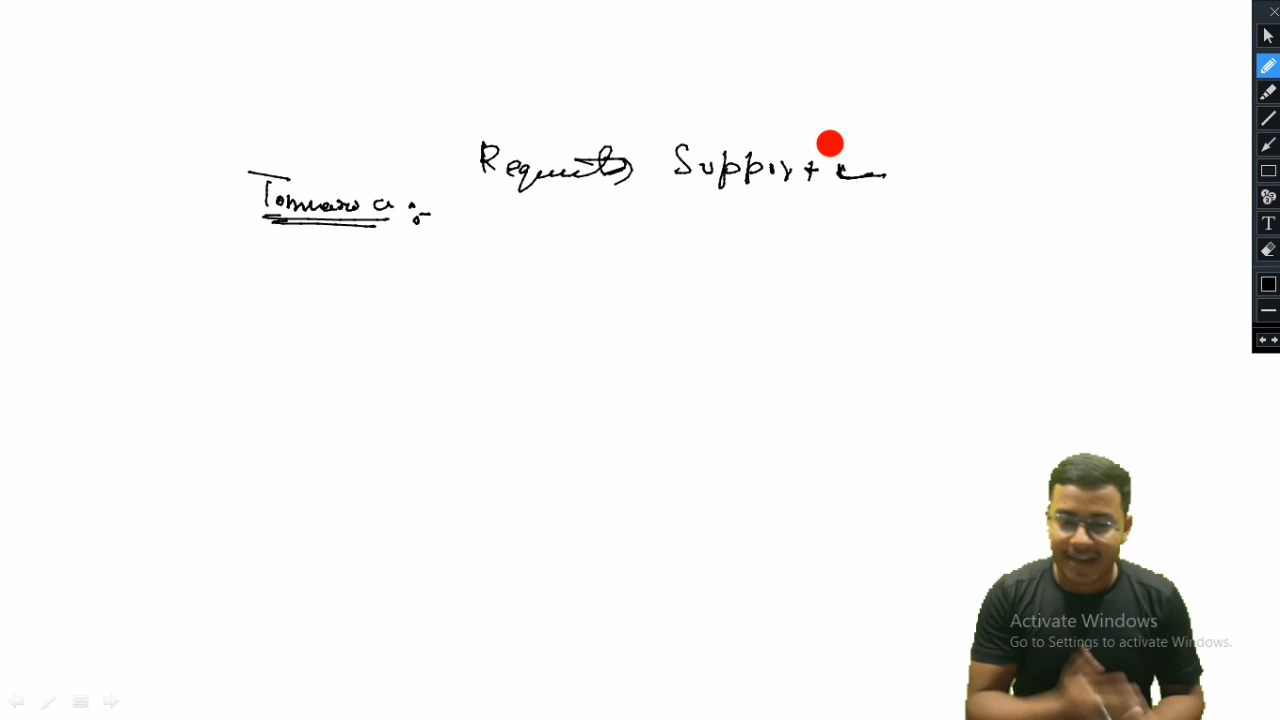 Requests Support
Tomorrow :-
T
Activate Windows
Go to Settings to activate Windows.